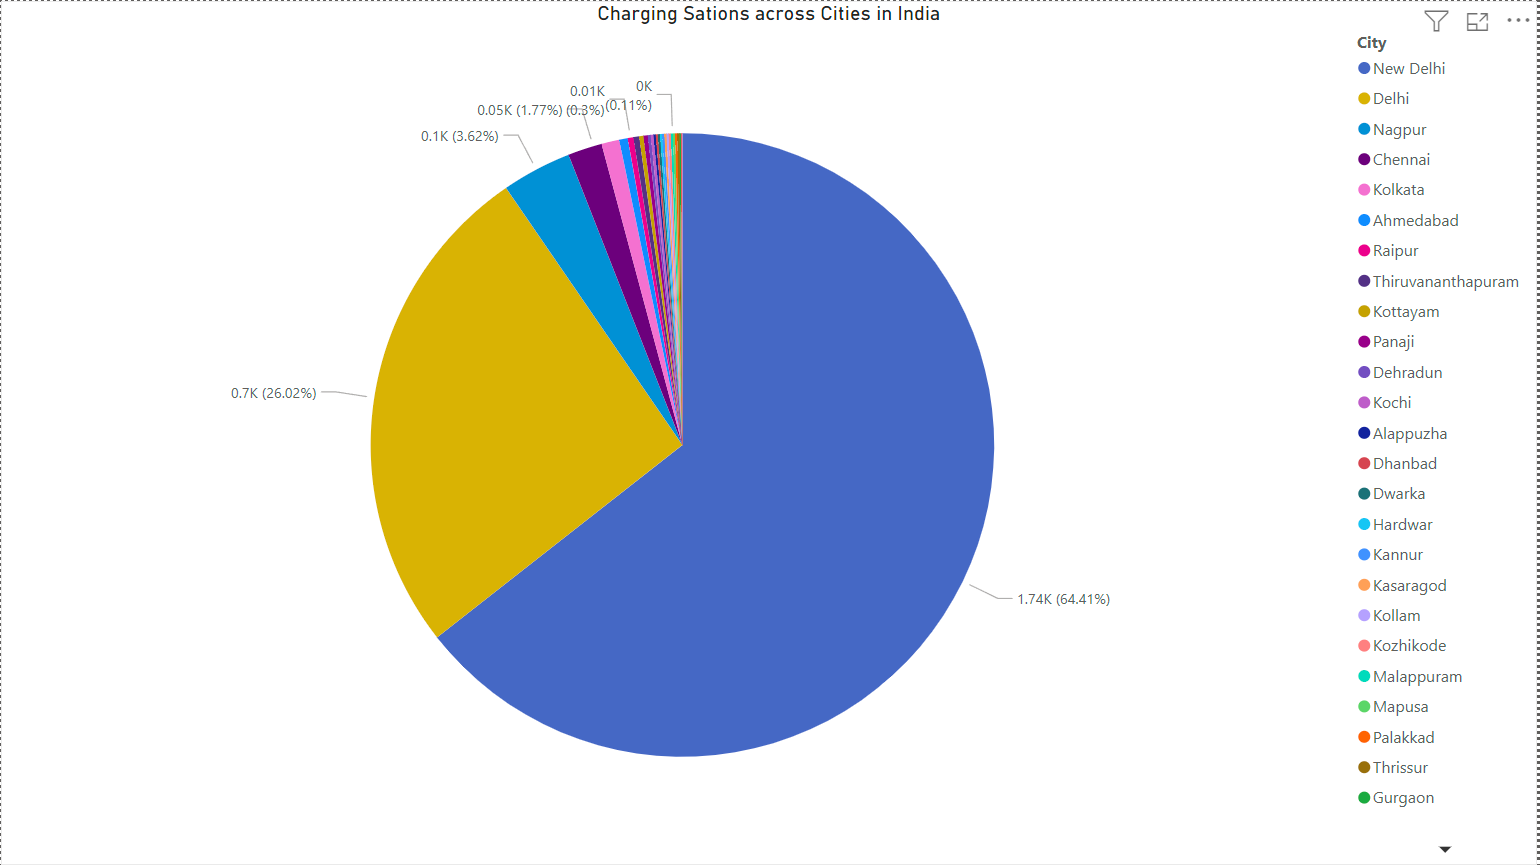 Charging Sations across Cities in India
0K
(0.11%)
0.01K
(0.3%)
0.05K (1.77%)
0.1K (3.62%)
0.7K (26.02%)
1.74K (64.41%)
City
New Delhi
Delhi
Nagpur
Chennai
Kolkata
Ahmedabad
Raipur
Thiruvananthapuram
Kottayam
Panaji
Dehradun
Kochi
Alappuzha
Dhanbad
Dwarka
Hardwar
Kannur
Kasaragod
Kollam
Kozhikode
Malappuram
Mapusa
Palakkad
Thrissur
Gurgaon